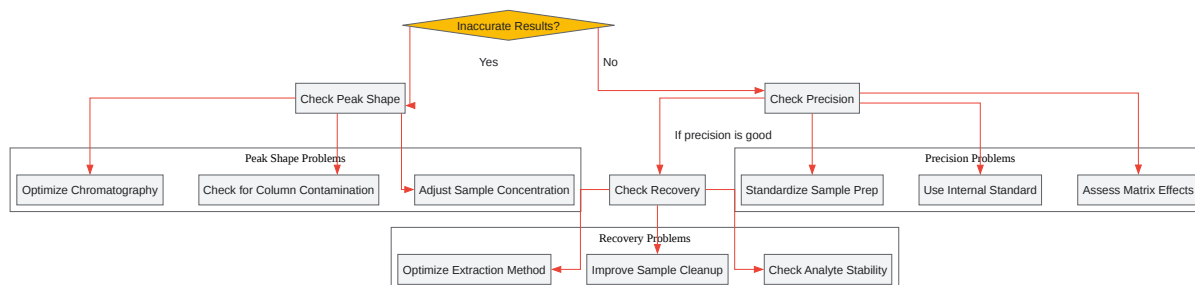 Inaccurate Results?
Yes
No
Check Peak Shape
Check Precision
If precision is good
Peak Shape Problems
Precision Problems
Optimize Chromatography
Check for Column Contamination
Adjust Sample Concentration
Check Recovery
Standardize Sample Prep
Use Internal Standard
Assess Matrix Effects
Recovery Problems
Optimize Extraction Method
Improve Sample Cleanup
Check Analyte Stability